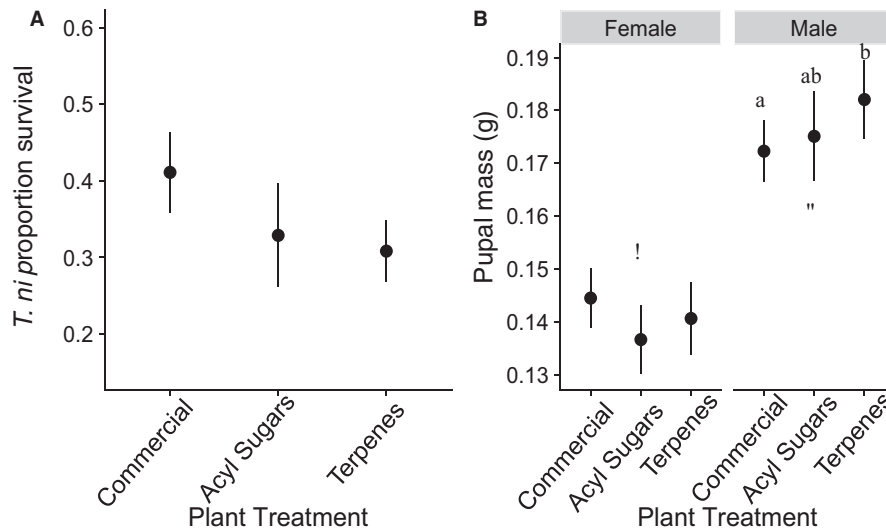 A
0.6
0.5
0.4
0.3
0.2
T. ni proportion survival
Commercial
Acyl Sugars
Terpenes
Plant Treatment
B
Female
Male
0.19
0.18
0.17
0.16
0.15
0.14
0.13
Pupal mass (g)
!
a
ab
b
"
Commercial
Acyl Sugars
Terpenes
Commercial
Acyl Sugars
Terpenes
Plant Treatment